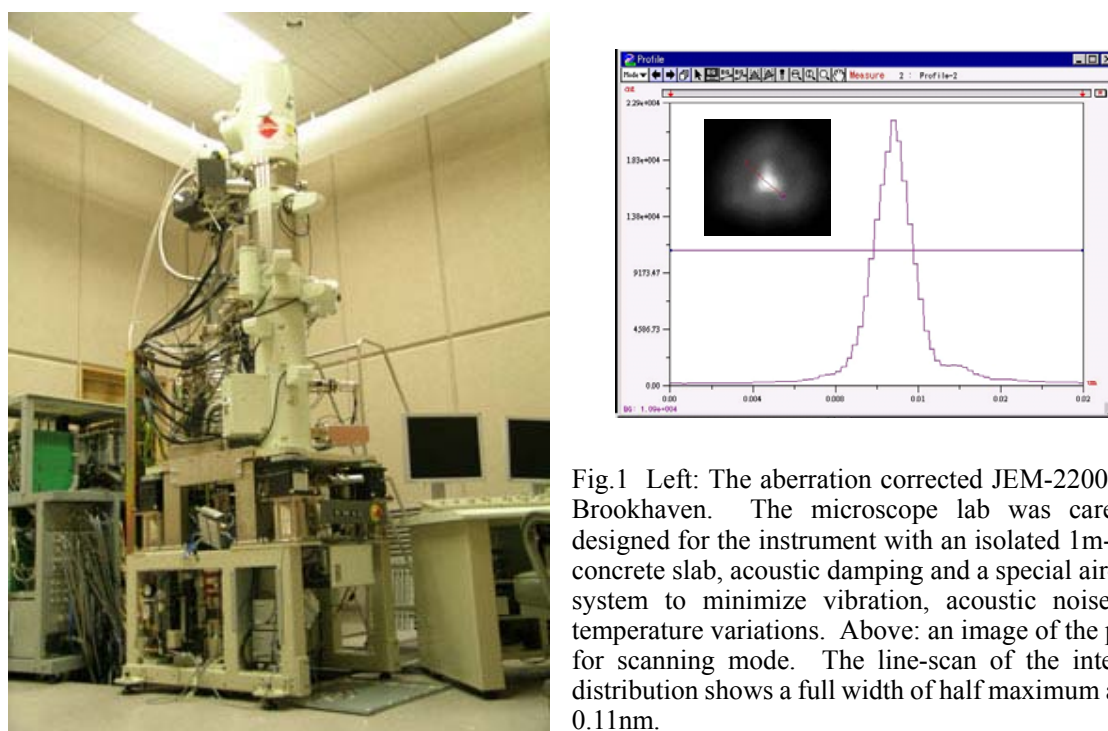 Profile
Mode Measure 2 : Profile-2
2.29e+004
1.83e+004
1.38e+004
9173.47
4586.73
0.00
0.00 0.004 0.000 0.01 0.02 0.02
BG: 1.09e+004
Fig.1 Left: The aberration corrected JEM-2200
Brookhaven. The microscope lab was care
designed for the instrument with an isolated 1m-
concrete slab, acoustic damping and a special air
system to minimize vibration, acoustic noise
temperature variations. Above: an image of the p
for scanning mode. The line-scan of the inte
distribution shows a full width of half maximum a
0.11nm.